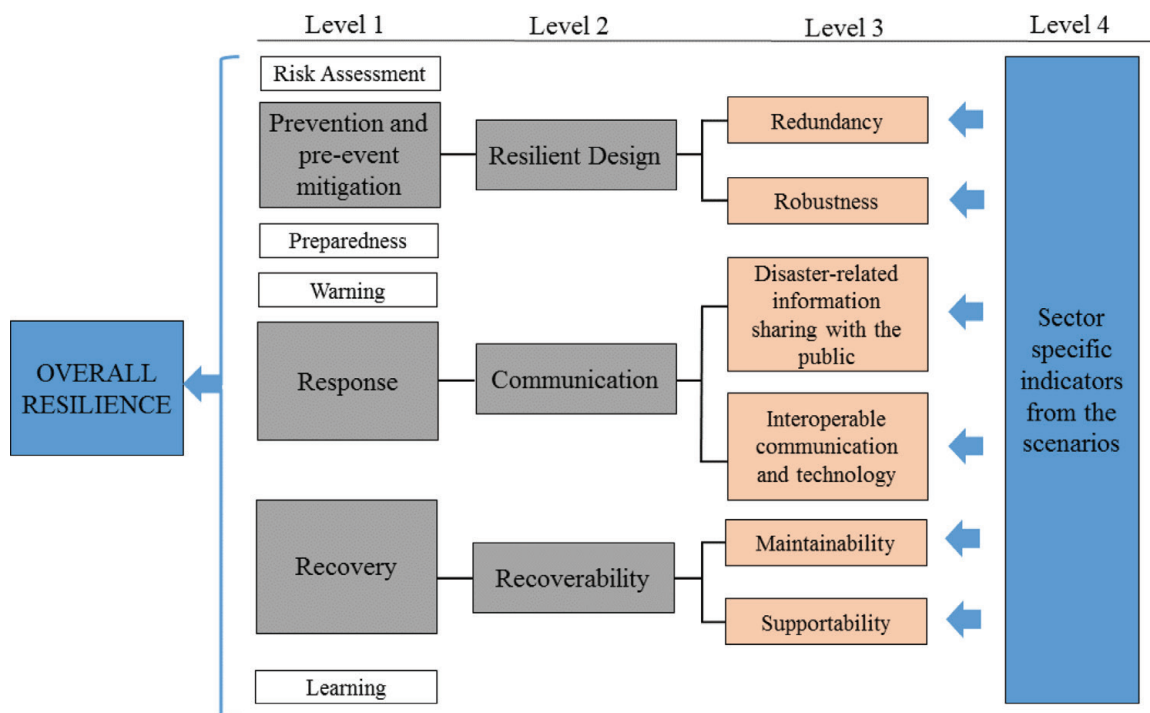 Level 1
Level 2
Level 3
Level 4
Risk Assessment
Prevention and
pre-event
mitigation
Resilient Design
Redundancy
Robustness
Preparedness
Warning
Response
Communication
Disaster-related
information
sharing with the
public
Interoperable
communication
and technology
Recovery
Recoverability
Maintainability
Supportability
Learning
OVERALL
RESILIENCE
Sector
specific
indicators
from the
scenarios